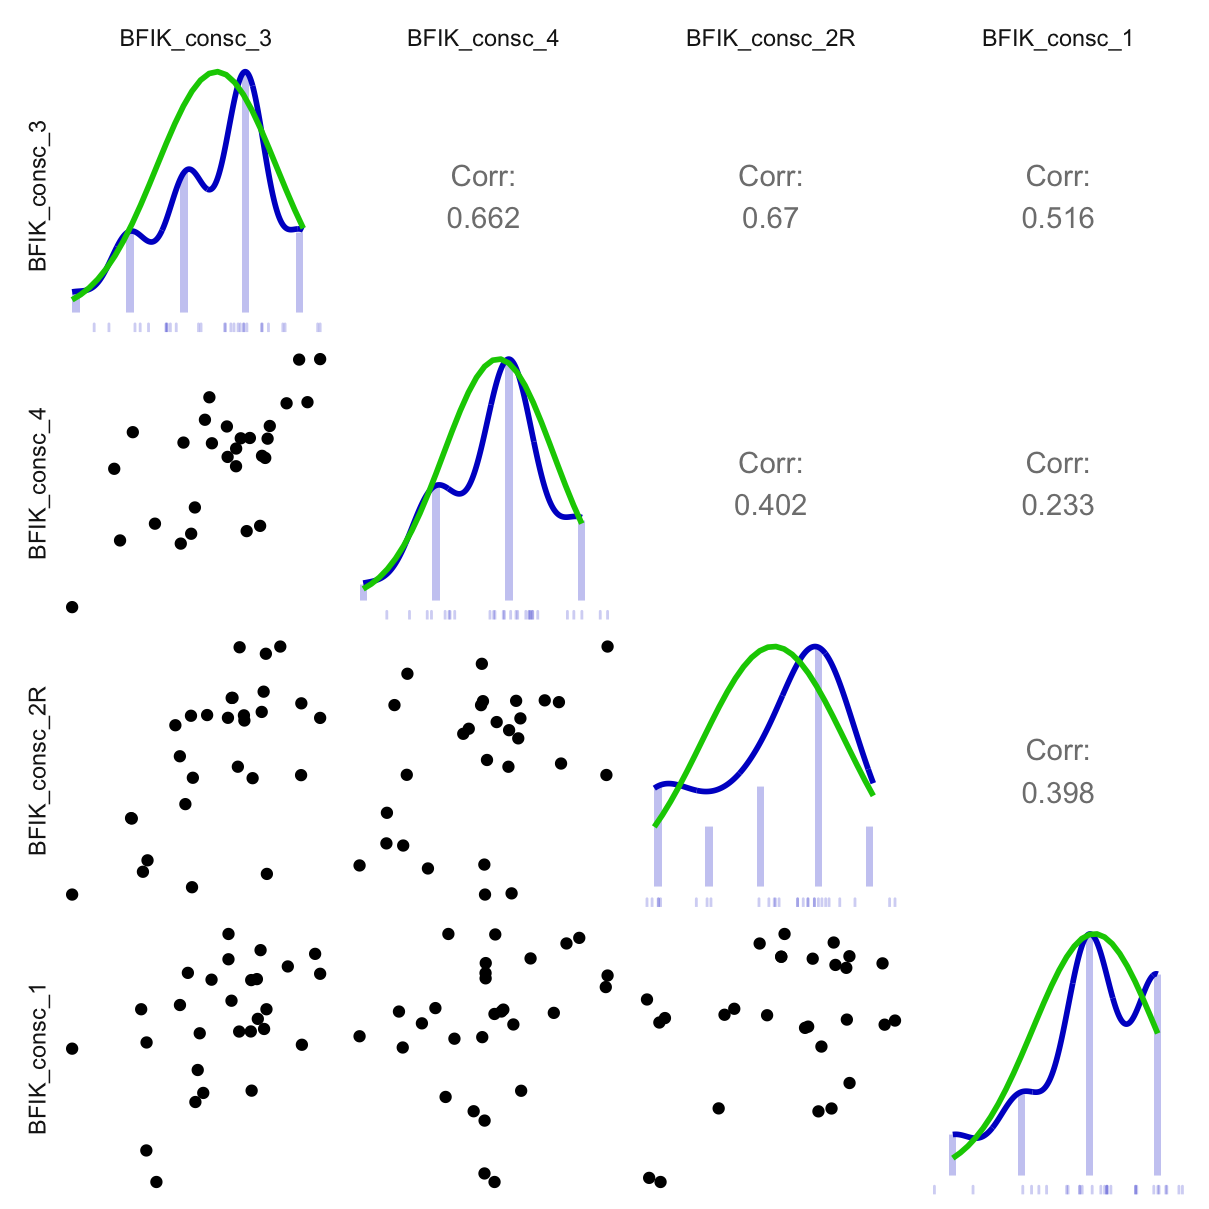 BFIK_consc_3 BFIK_consc_4 BFIK_consc_2R BFIK_consc_1
BFIK_consc_3
Corr: Corr: Corr:
0.662 0.67 0.516
BFIK_consc_4
Corr: Corr:
0.402 0.233
BFIK_consc_2R
Corr:
0.398
BFIK_consc_1